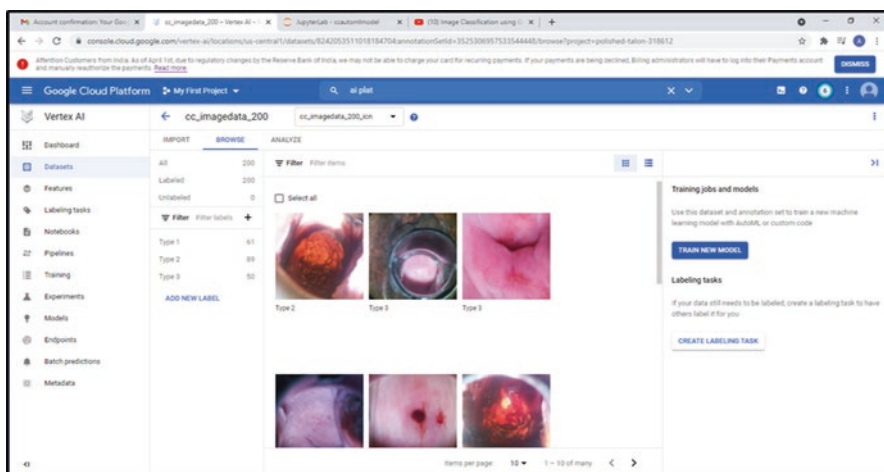 Account confirmation: Your Goo
cc_imagedata_200 – Vertex AI –
JupyterLab - ccautomlmodel
(10) Image Classification using G
console.cloud.google.com/vertex-ai/locations/us-central1/datasets/8242053511018184704;annotationSetId=3525306957533544448/browse?project=polished-talon-318612
Attention Customers from India. As of April 1st, due to regulatory changes by the Reserve Bank of India, we may not be able to charge your card for recurring payments. If your payments are being declined, Billing administrators will have to log into their Payments account
and manually reauthorize the payments. Read more.
DISMISS
Google Cloud Platform
My First Project
ai plat
Vertex AI
cc_imagedata_200
cc_imagedata_200_icn
Dashboard
Datasets
Features
Labeling tasks
Notebooks
Pipelines
Training
Experiments
Models
Endpoints
Batch predictions
Metadata
IMPORT BROWSE ANALYZE
All 200
Labeled 200
Unlabeled 0
Filter Filter labels
Type 1 61
Type 2 89
Type 3 50
ADD NEW LABEL
Filter Filter items
Select all
Type 2 Type 3 Type 3
Items per page: 10 1 – 10 of many
Training jobs and models
Use this dataset and annotation set to train a new machine
learning model with AutoML or custom code
TRAIN NEW MODEL
Labeling tasks
If your data still needs to be labeled, create a labeling task to have
others label it for you
CREATE LABELING TASK